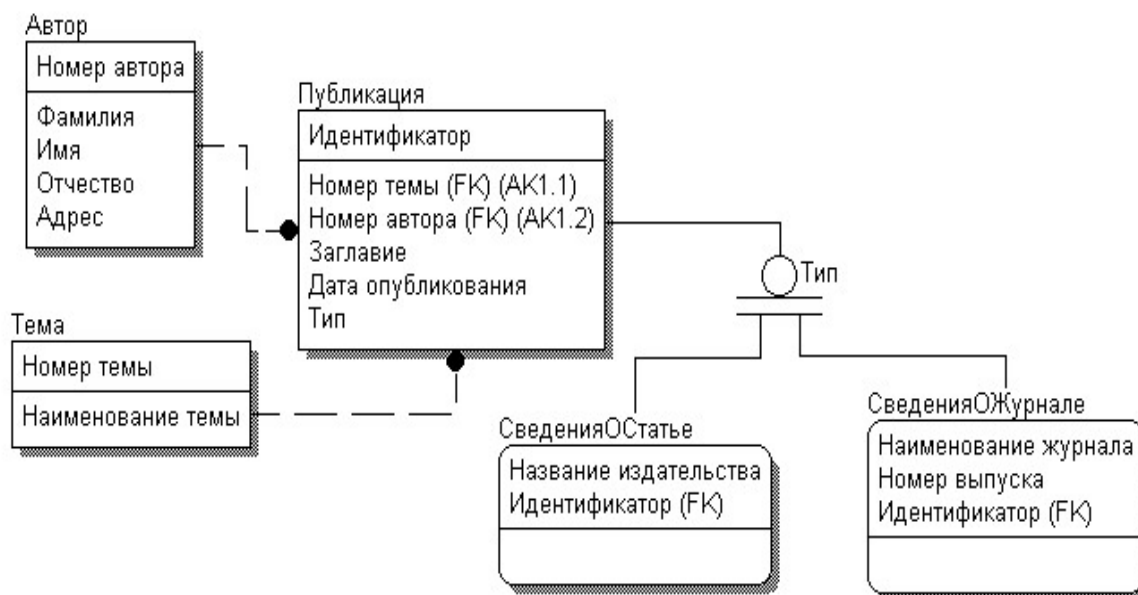 Автор
Номер автора
Фамилия
Имя
Отчество
Адрес
Публикация
Идентификатор
Номер темы (FK) (AK1.1)
Номер автора (FK) (AK1.2)
Заглавие
Дата опубликования
Тип
Тип
Тема
Номер темы
Наименование темы
СведенияОСтатье
Название издательства
Идентификатор (FK)
СведенияОЖурнале
Наименование журнала
Номер выпуска
Идентификатор (FK)